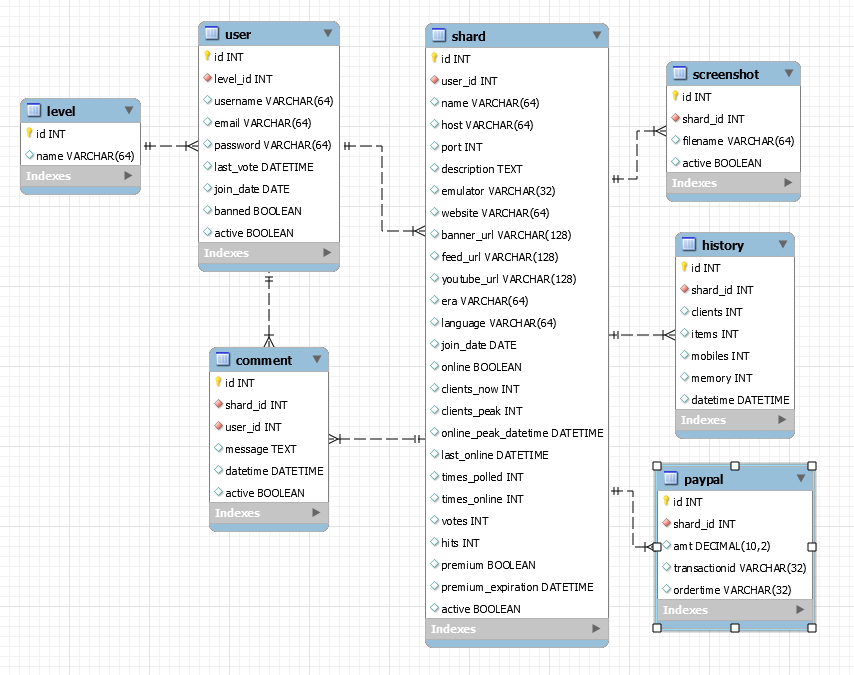 level
id INT
name VARCHAR(64)
Indexes
user
id INT
level_id INT
username VARCHAR(64)
email VARCHAR(64)
password VARCHAR(64)
last_vote DATETIME
join_date DATE
banned BOOLEAN
active BOOLEAN
Indexes
comment
id INT
shard_id INT
user_id INT
message TEXT
datetime DATETIME
active BOOLEAN
Indexes
shard
id INT
user_id INT
name VARCHAR(64)
host VARCHAR(64)
port INT
description TEXT
emulator VARCHAR(32)
website VARCHAR(64)
banner_url VARCHAR(128)
feed_url VARCHAR(128)
youtube_url VARCHAR(128)
era VARCHAR(64)
language VARCHAR(64)
join_date DATE
online BOOLEAN
clients_now INT
clients_peak INT
online_peak_datetime DATETIME
last_online DATETIME
times_polled INT
times_online INT
votes INT
hits INT
premium BOOLEAN
premium_expiration DATETIME
active BOOLEAN
Indexes
screenshot
id INT
shard_id INT
filename VARCHAR(64)
active BOOLEAN
Indexes
history
id INT
shard_id INT
clients INT
items INT
mobiles INT
memory INT
datetime DATETIME
Indexes
paypal
id INT
shard_id INT
amt DECIMAL(10,2)
transactionid VARCHAR(32)
ordertime VARCHAR(32)
Indexes